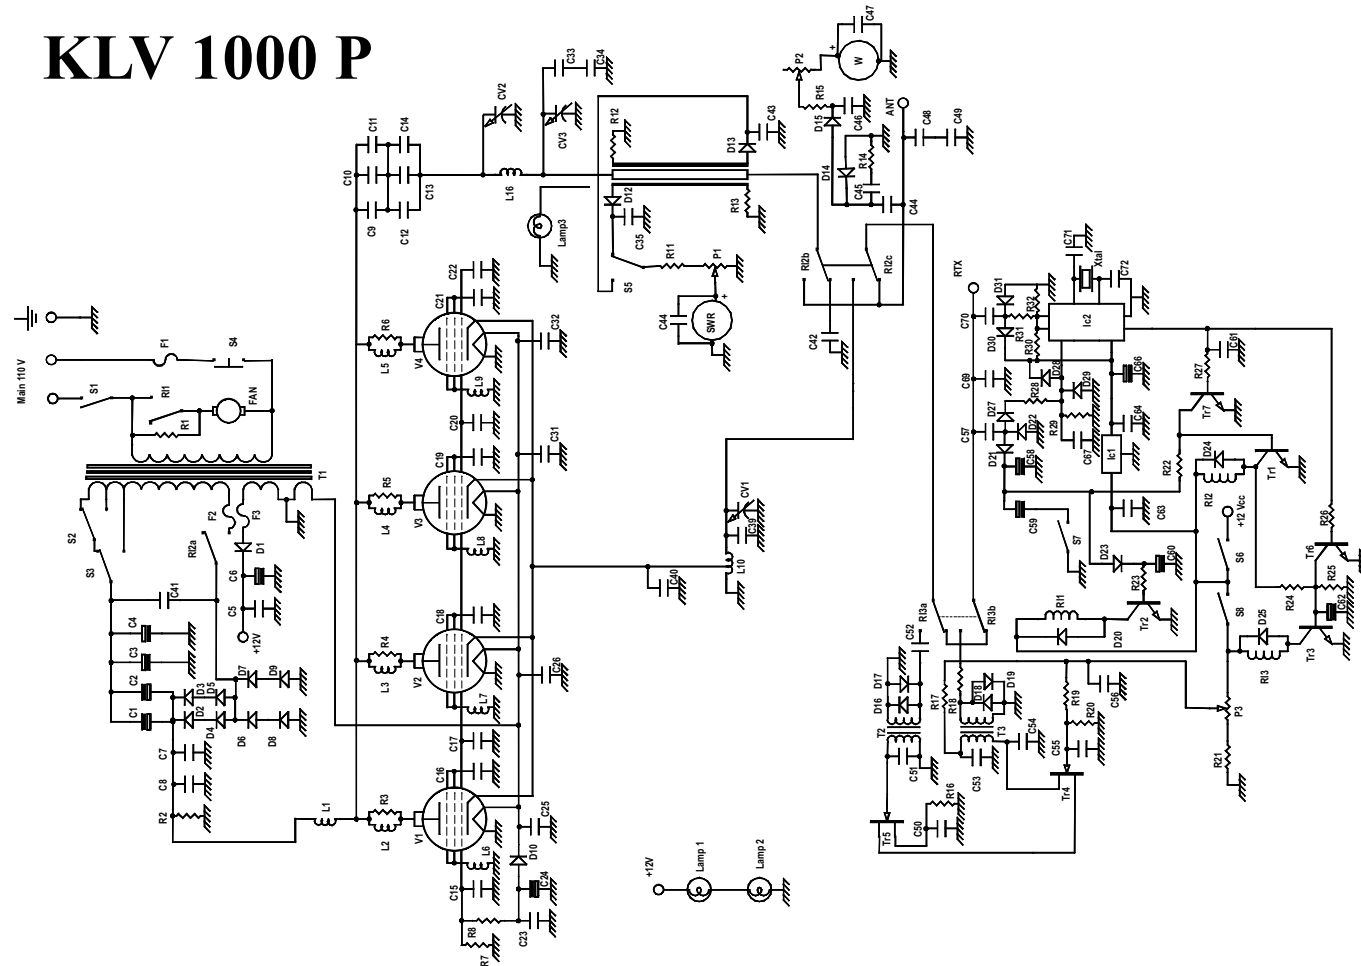 KLV 1000 P
Main 110 V
S1
F1
S4
RI1
R1
FAN
T1
S2
S3
RI2a
F2
F3
D1
C6
C5
+12V
C41
C4
C3
C2
C1
D3
D5
D2
D4
D7
D9
D6
D8
C7
C8
R2
L1
C10
C11
C14
C9
C12
C13
L16
CV2
CV3
C33
C34
R6
L5
V4
C21
C22
L9
C20
C32
R5
L4
V3
C19
L8
C31
R4
L3
V2
C18
L7
C17
C26
R3
L2
V1
C16
L6
C15
C25
D10
C24
C23
R8
R7
Lamp3
R12
D13
C43
D12
C35
R13
S5
R11
P1
C44
SWR
+
P2
+
W
C47
R15
D15
C46
ANT
D14
R14
C45
C44
C48
C49
RI2b
RI2c
C42
CV1
C39
L10
C40
+12V
Lamp 1
Lamp 2
RTX
C70
D31
R32
D30
R31
R30
C71
Xtal
C72
Ic2
C69
D28
D29
R28
C66
D27
C57
D22
R29
C64
D21
C58
C67
Ic1
C63
C59
S7
R27
C61
Tr7
R22
D24
RI2
Tr1
+12 Vcc
S6
R26
Tr6
D23
C60
R23
RI1
D20
Tr2
S8
R24
R25
C62
D25
RI3
Tr3
RI3a
RI3b
C52
D17
D16
T2
C51
R17
R18
D18
D19
T3
C53
C54
R19
R20
C56
C55
Tr4
P3
R21
R16
C50
Tr5